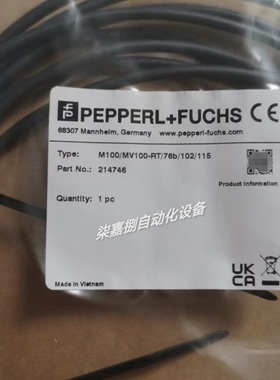 PEPPERL+FUCHS CE
68307 Mannheim, Germany www.pepperl-fuchs.com
Type: M100/MV100-RT/76b/102/115
Part No.: 214746
Product Information
Quantity: 1 pc
柒嘉捌自动化设备
UK
CA
Made in Vietnam